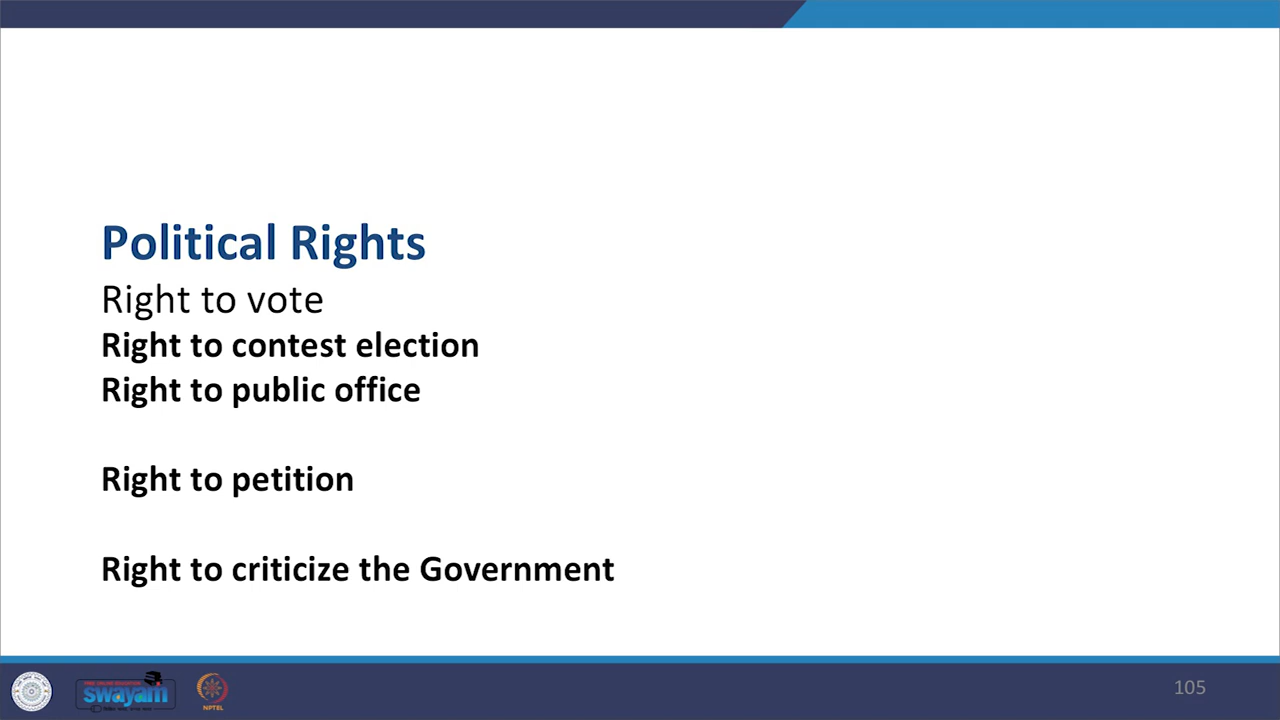 Political Rights
Right to vote
Right to contest election
Right to public office
Right to petition
Right to criticize the Government
swayam
NPTEL
105